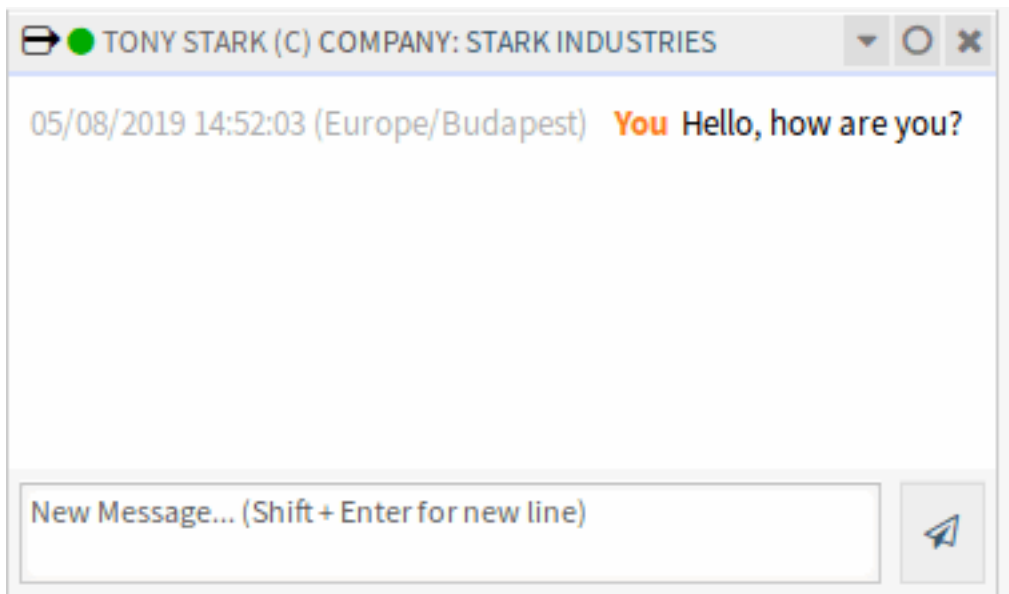 TONY STARK (C) COMPANY: STARK INDUSTRIES
05/08/2019 14:52:03 (Europe/Budapest) You Hello, how are you?
New Message... (Shift + Enter for new line)